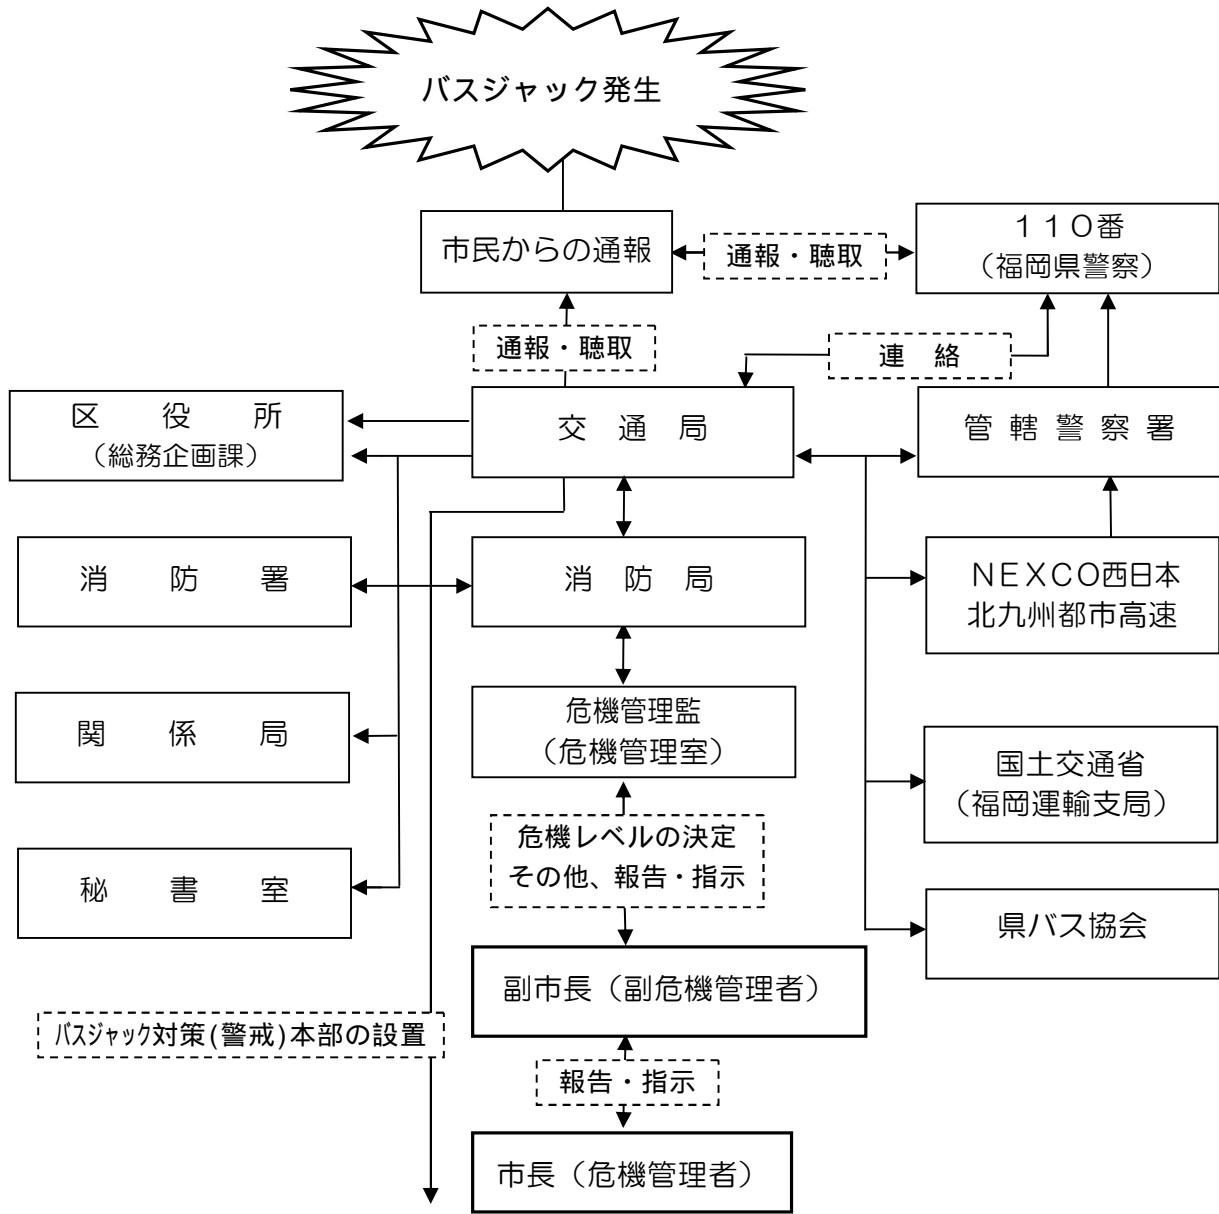 バスジャック発生
市民からの通報
通報・聴取
１１０番
（福岡県警察）
通報・聴取
連　絡
区　役　所
（総務企画課）
交　通　局
管 轄 警 察 署
消　防　署
消　防　局
ＮＥＸＣＯ西日本
北九州都市高速
関　係　局
危機管理監
（危機管理室）
国土交通省
（福岡運輸支局）
危機レベルの決定
その他、報告・指示
秘　書　室
県バス協会
副市長（副危機管理者）
バスジャック対策(警戒)本部の設置
報告・指示
市長（危機管理者）